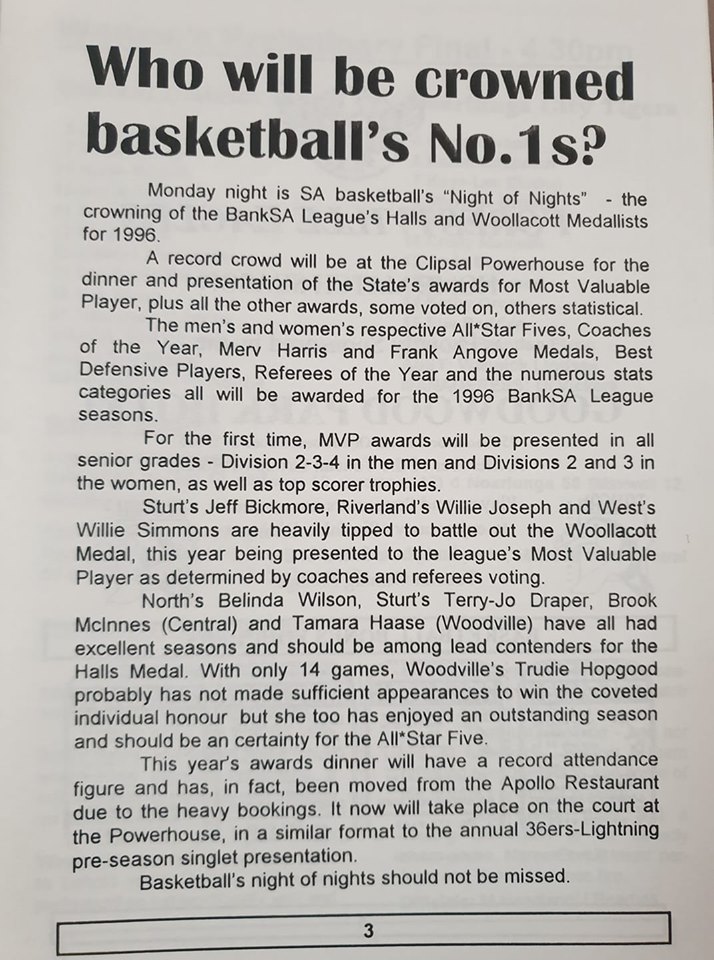 Who will be crowned
basketball's No.1s?
Monday night is SA basketball's "Night of Nights" - the
crowning of the BankSA League's Halls and Woollacott Medallists
for 1996.
A record crowd will be at the Clipsal Powerhouse for the
dinner and presentation of the State's awards for Most Valuable
Player, plus all the other awards, some voted on, others statistical.
The men's and women's respective All*Star Fives, Coaches
of the Year, Merv Harris and Frank Angove Medals, Best
Defensive Players, Referees of the Year and the numerous stats
categories all will be awarded for the 1996 BankSA League
seasons.
For the first time, MVP awards will be presented in all
senior grades - Division 2-3-4 in the men and Divisions 2 and 3 in
the women, as well as top scorer trophies.
Sturt's Jeff Bickmore, Riverland's Willie Joseph and West's
Willie Simmons are heavily tipped to battle out the Woollacott
Medal, this year being presented to the league's Most Valuable
Player as determined by coaches and referees voting.
North's Belinda Wilson, Sturt's Terry-Jo Draper, Brook
McInnes (Central) and Tamara Haase (Woodville) have all had
excellent seasons and should be among lead contenders for the
Halls Medal. With only 14 games, Woodville's Trudie Hopgood
probably has not made sufficient appearances to win the coveted
individual honour but she too has enjoyed an outstanding season
and should be an certainty for the All*Star Five.
This year's awards dinner will have a record attendance
figure and has, in fact, been moved from the Apollo Restaurant
due to the heavy bookings. It now will take place on the court at
the Powerhouse, in a similar format to the annual 36ers-Lightning
pre-season singlet presentation.
Basketball's night of nights should not be missed.
3